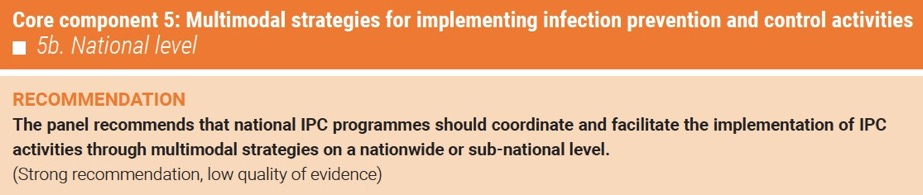 Core component 5: Multimodal strategies for implementing infection prevention and control activities
■ 5b. National level
RECOMMENDATION
The panel recommends that national IPC programmes should coordinate and facilitate the implementation of IPC
activities through multimodal strategies on a nationwide or sub-national level.
(Strong recommendation, low quality of evidence)